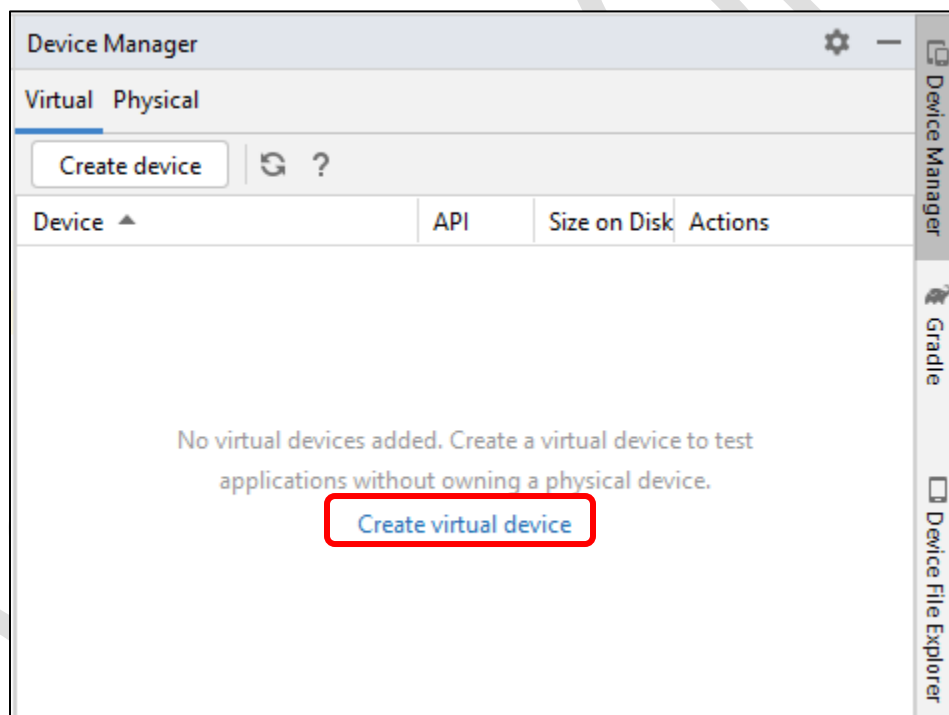 Device Manager
Virtual Physical
Create device ?
Device API Size on Disk Actions
No virtual devices added. Create a virtual device to test
applications without owning a physical device.
Create virtual device
Device Manager
Gradle
Device File Explorer